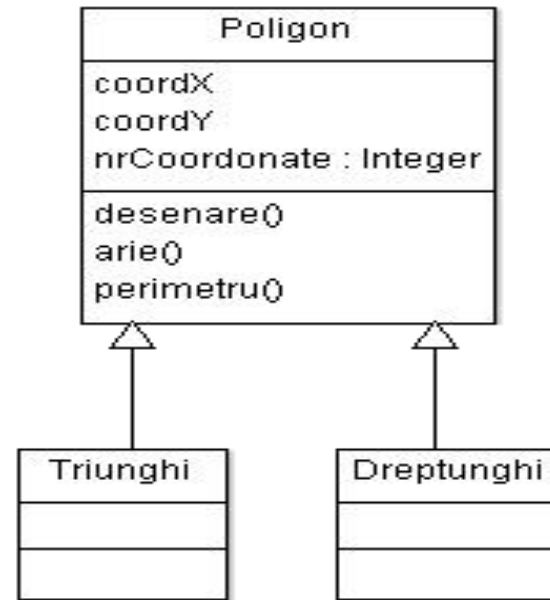 Poligon
coordX
coordY
nrCoordonate : Integer
desenare()
arie()
perimetru()
Triunghi
Dreptunghi